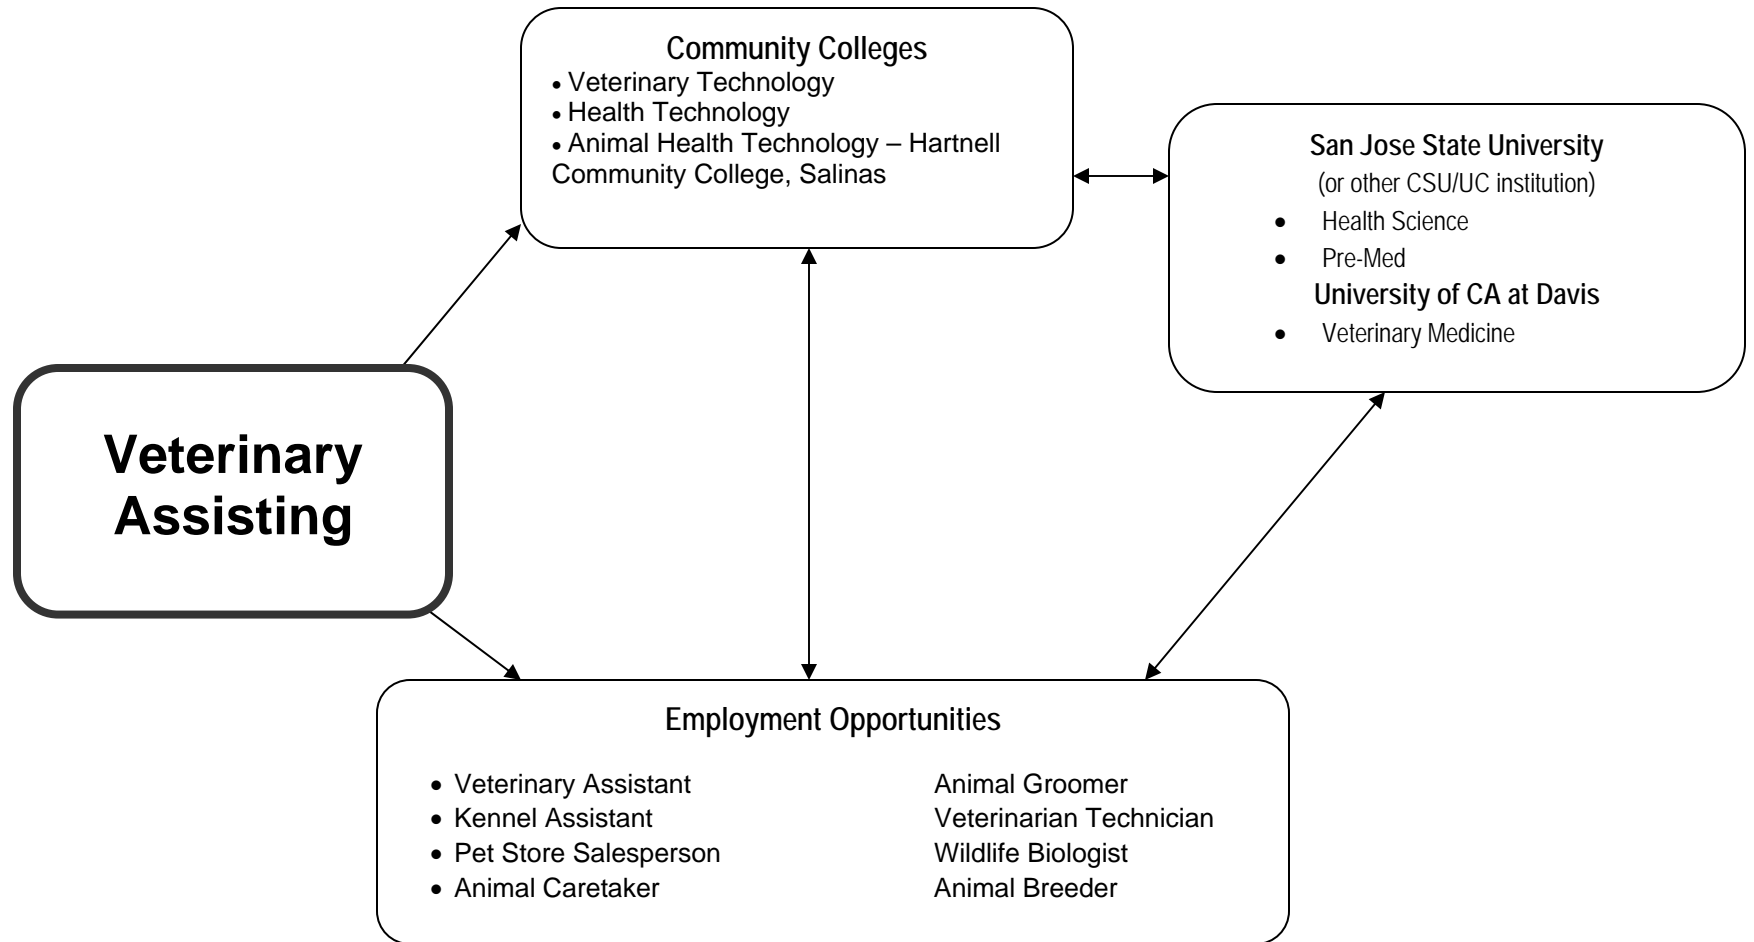 Community Colleges
• Veterinary Technology
• Health Technology
• Animal Health Technology – Hartnell
Community College, Salinas
San Jose State University
(or other CSU/UC institution)
• Health Science
• Pre-Med
University of CA at Davis
• Veterinary Medicine
Veterinary
Assisting
Employment Opportunities
• Veterinary Assistant Animal Groomer
• Kennel Assistant Veterinarian Technician
• Pet Store Salesperson Wildlife Biologist
• Animal Caretaker Animal Breeder